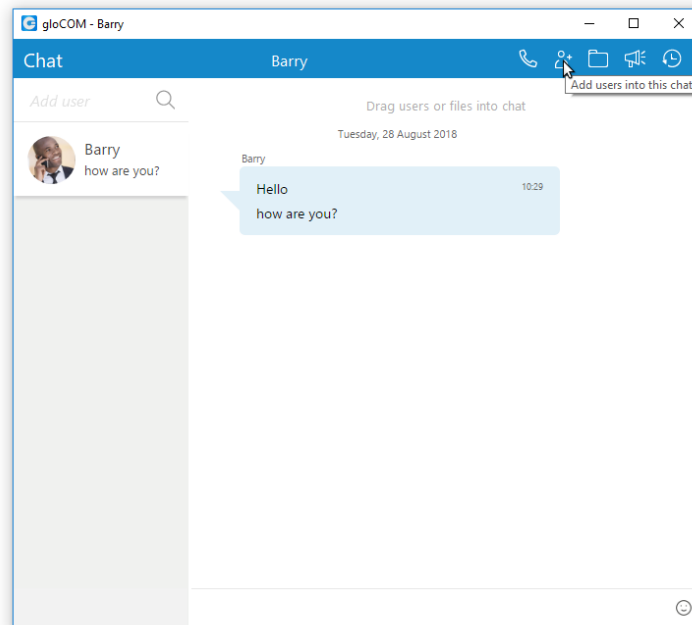 gloCOM - Barry
Chat
Barry
Add users into this chat
Add user
Barry
how are you?
Drag users or files into chat
Tuesday, 28 August 2018
Barry
Hello
10:29
how are you?